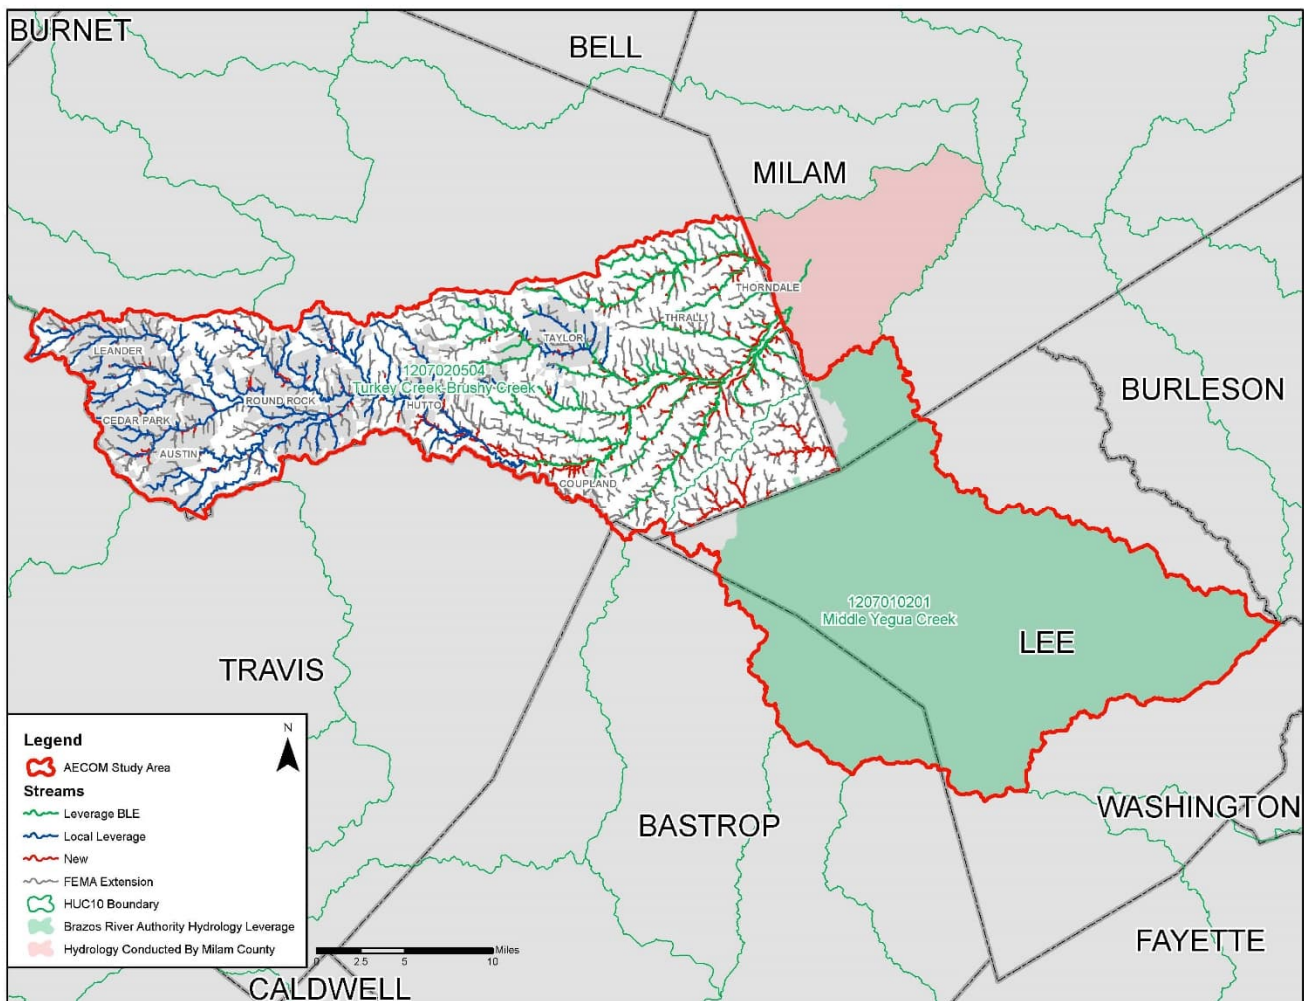 BURNET
BELL
MILAM
THORNDALE
THRALL
TAYLOR
LEANDER
1207020504
Turkey Creek-Brushy Creek
BURLESON
ROUND ROCK
HUTTO
CEDAR PARK
AUSTIN
COUPLAND
1207010201
Middle Yegua Creek
LEE
TRAVIS
Legend
N
AECOM Study Area
Streams
Leverage BLE
Local Leverage
New
FEMA Extension
HUC10 Boundary
Brazos River Authority Hydrology Leverage
Hydrology Conducted By Milam County
BASTROP
WASHINGTON
FAYETTE
Miles
0 2.5 5 10
CALDWELL